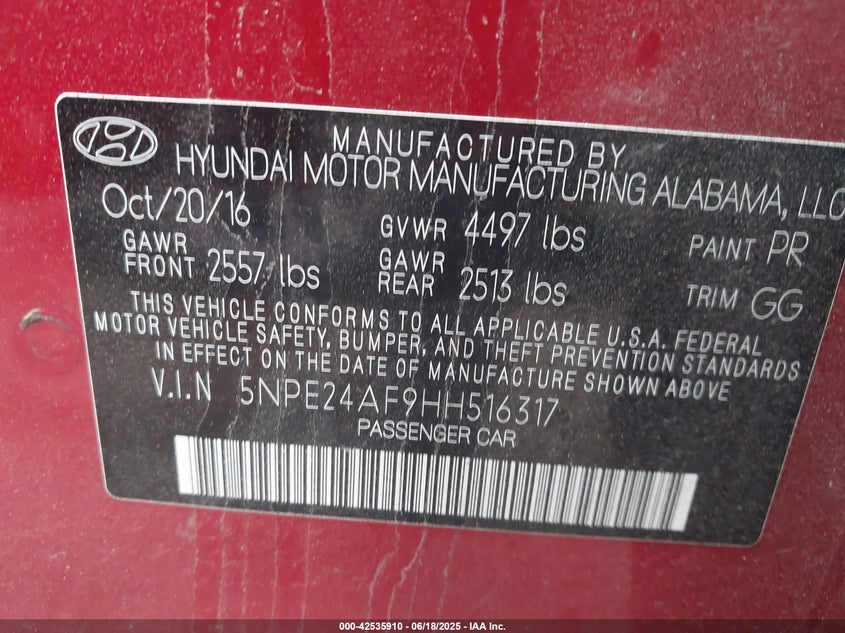 MANUFACTURED BY
HYUNDAI MOTOR MANUFACTURING ALABAMA, LLC
Oct/20/16 GVWR 4497 lbs PAINT PR
GAWR FRONT 2557 lbs GAWR REAR 2513 lbs TRIM GG
THIS VEHICLE CONFORMS TO ALL APPLICABLE U.S.A. FEDERAL
MOTOR VEHICLE SAFETY, BUMPER, AND THEFT PREVENTION STANDARDS
IN EFFECT ON THE DATE OF MANUFACTURE SHOWN ABOVE
V.I.N 5NPE24AF9HH516317
PASSENGER CAR
000-42535910 - 06/18/2025 - IAA Inc.